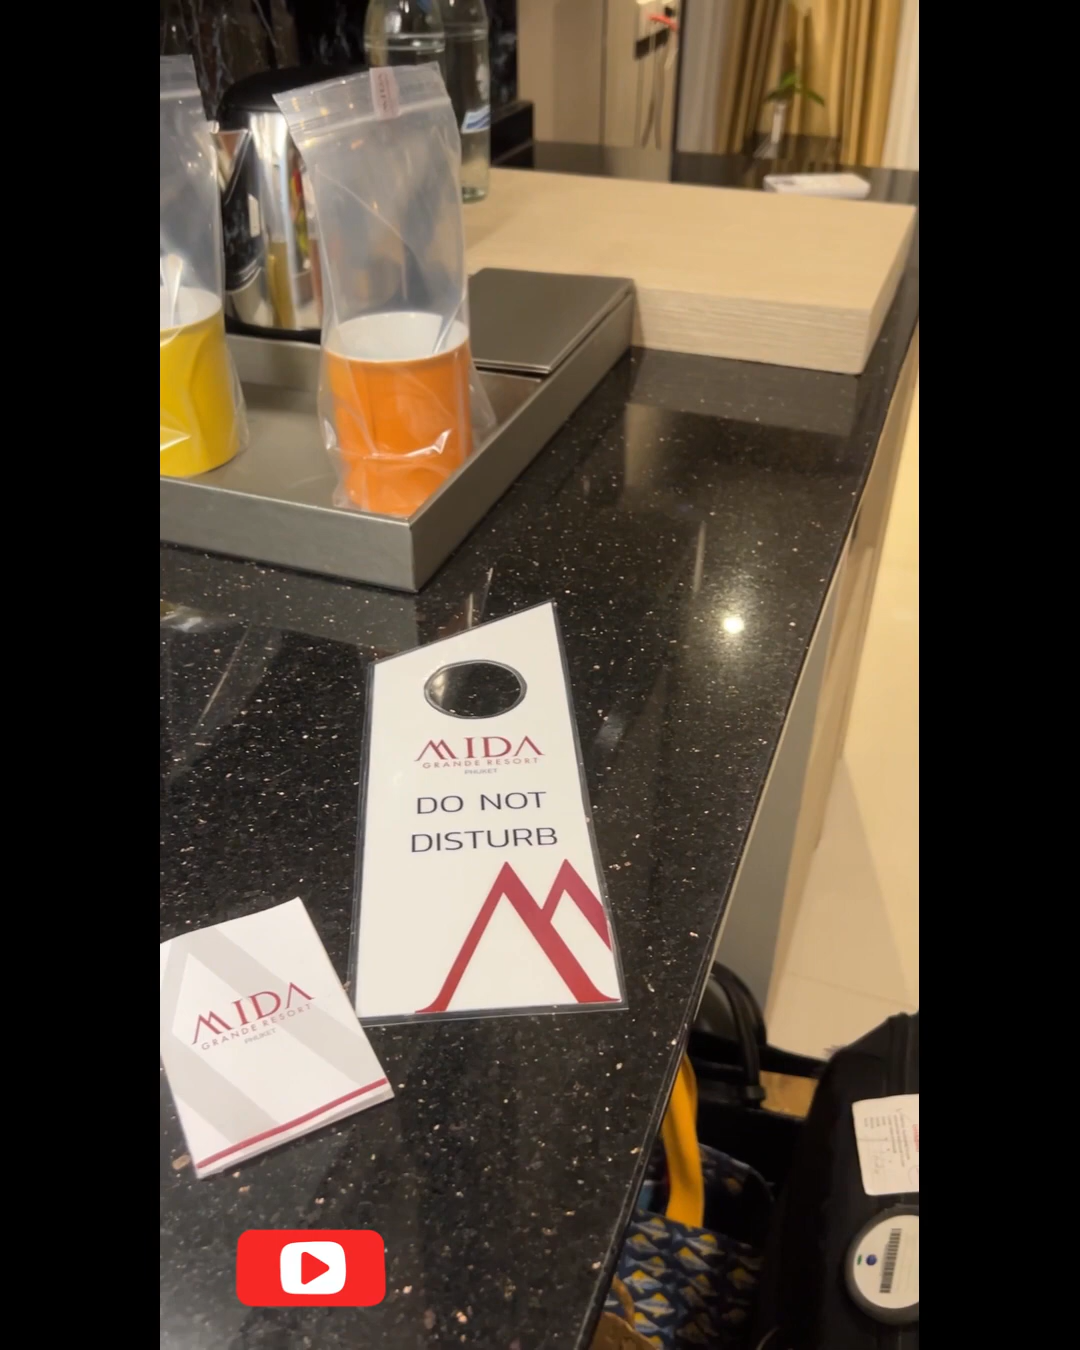 MIDA
GRANDE RESORT
PHUKET
DO NOT
DISTURB
MIDA
GRANDE RESORT
PHUKET